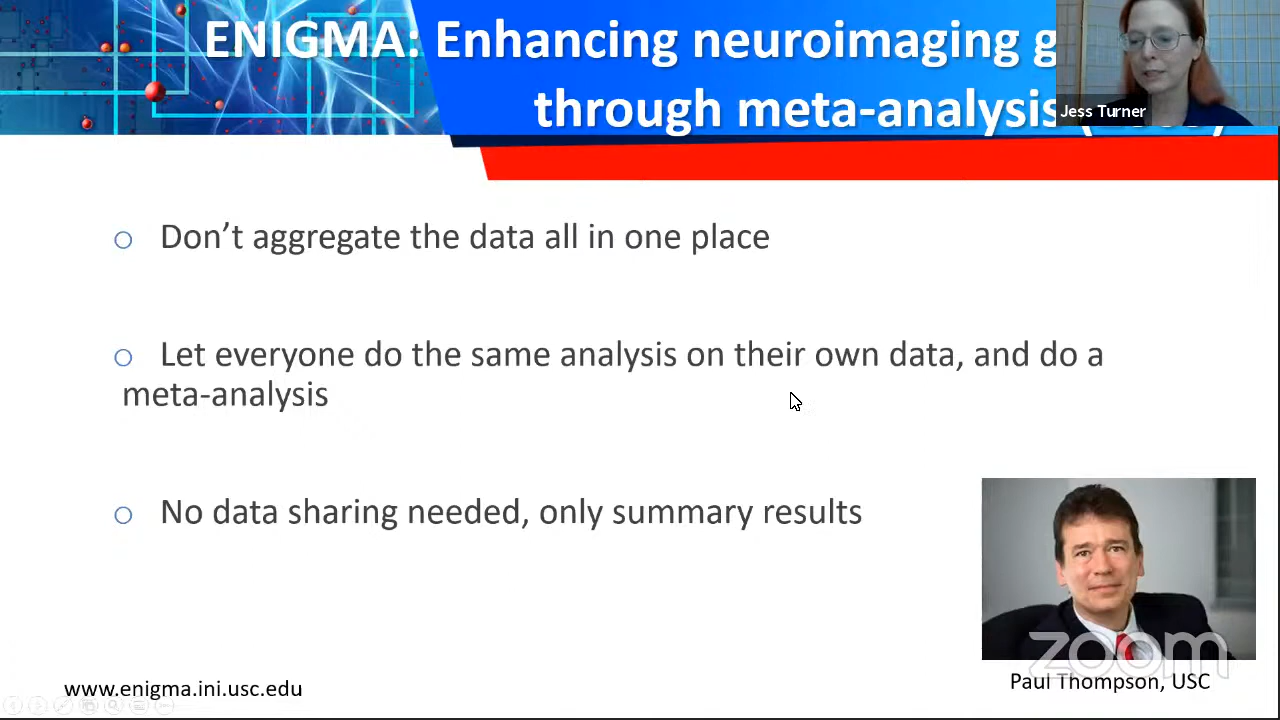 ENIGMA: Enhancing neuroimaging g
through meta-analysis
Jess Turner
o Don’t aggregate the data all in one place
o Let everyone do the same analysis on their own data, and do a
meta-analysis
o No data sharing needed, only summary results
zoom
www.enigma.ini.usc.edu
Paul Thompson, USC